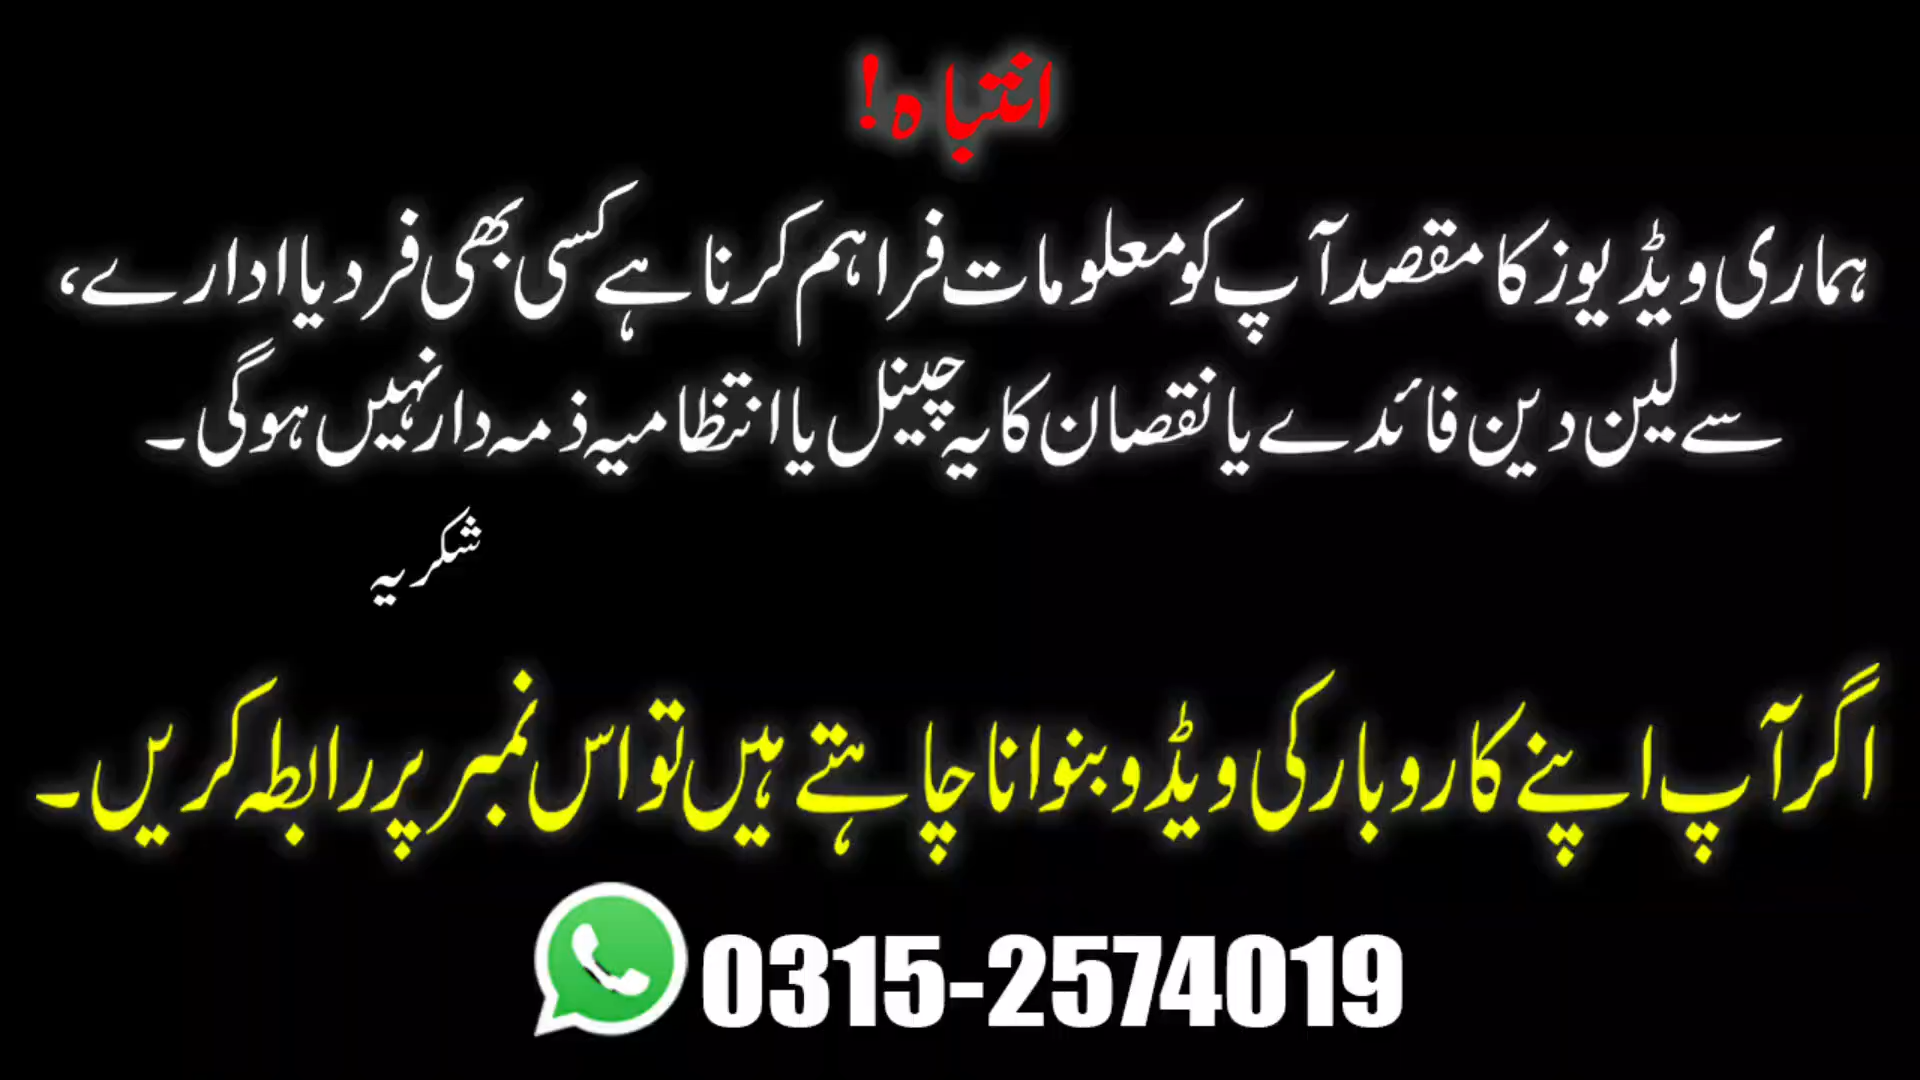 انتباہ!
ہماری ویڈیوز کا مقصد آپ کو معلومات فراہم کرنا ہے کسی بھی فرد یا ادارے،
سے لین دین فائدے یا نقصان کا یہ چینل یا انتظامیہ ذمہ دار نہیں ہوگی۔
شکریہ
اگر آپ اپنے کاروبار کی ویڈو بنوانا چاہتے ہیں تو اس نمبر پر رابطہ کریں۔
0315-2574019